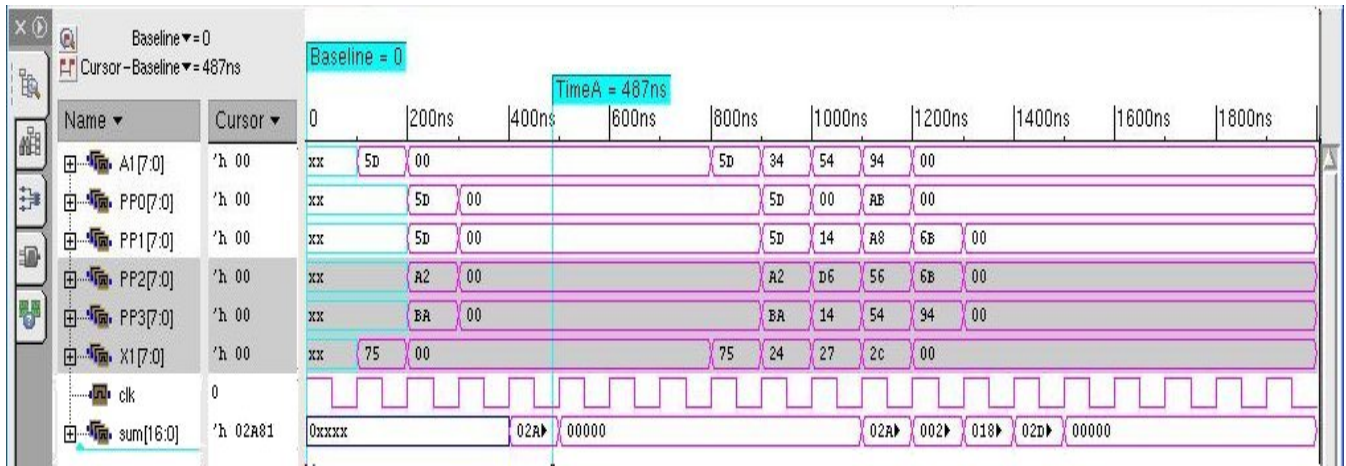 Baseline▼= 0
Cursor–Baseline▼= 487ns
Baseline = 0
TimeA = 487ns
Name ▼ Cursor ▼ 0 200ns 400ns 600ns 800ns 1000ns 1200ns 1400ns 1600ns 1800ns
A1[7:0] 'h 00 xx 5D 00 5D 34 54 94 00
PP0[7:0] 'h 00 xx 5D 00 5D 00 AB 00
PP1[7:0] 'h 00 xx 5D 00 5D 14 A8 6B 00
PP2[7:0] 'h 00 xx A2 00 A2 D6 56 6B 00
PP3[7:0] 'h 00 xx BA 00 BA 14 54 94 00
X1[7:0] 'h 00 xx 75 00 75 24 27 2C 00
clk 0
sum[16:0] 'h 02A81 0xxxx 02A 00000 02A 002 018 02D 00000